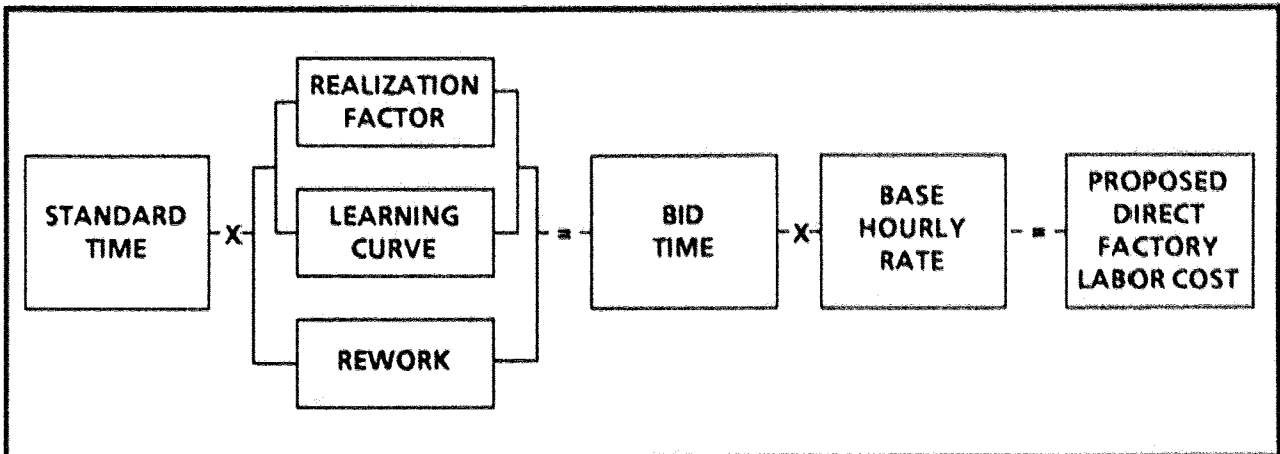 STANDARD
TIME
X
REALIZATION
FACTOR
LEARNING
CURVE
REWORK
=
BID
TIME
X
BASE
HOURLY
RATE
=
PROPOSED
DIRECT
FACTORY
LABOR COST